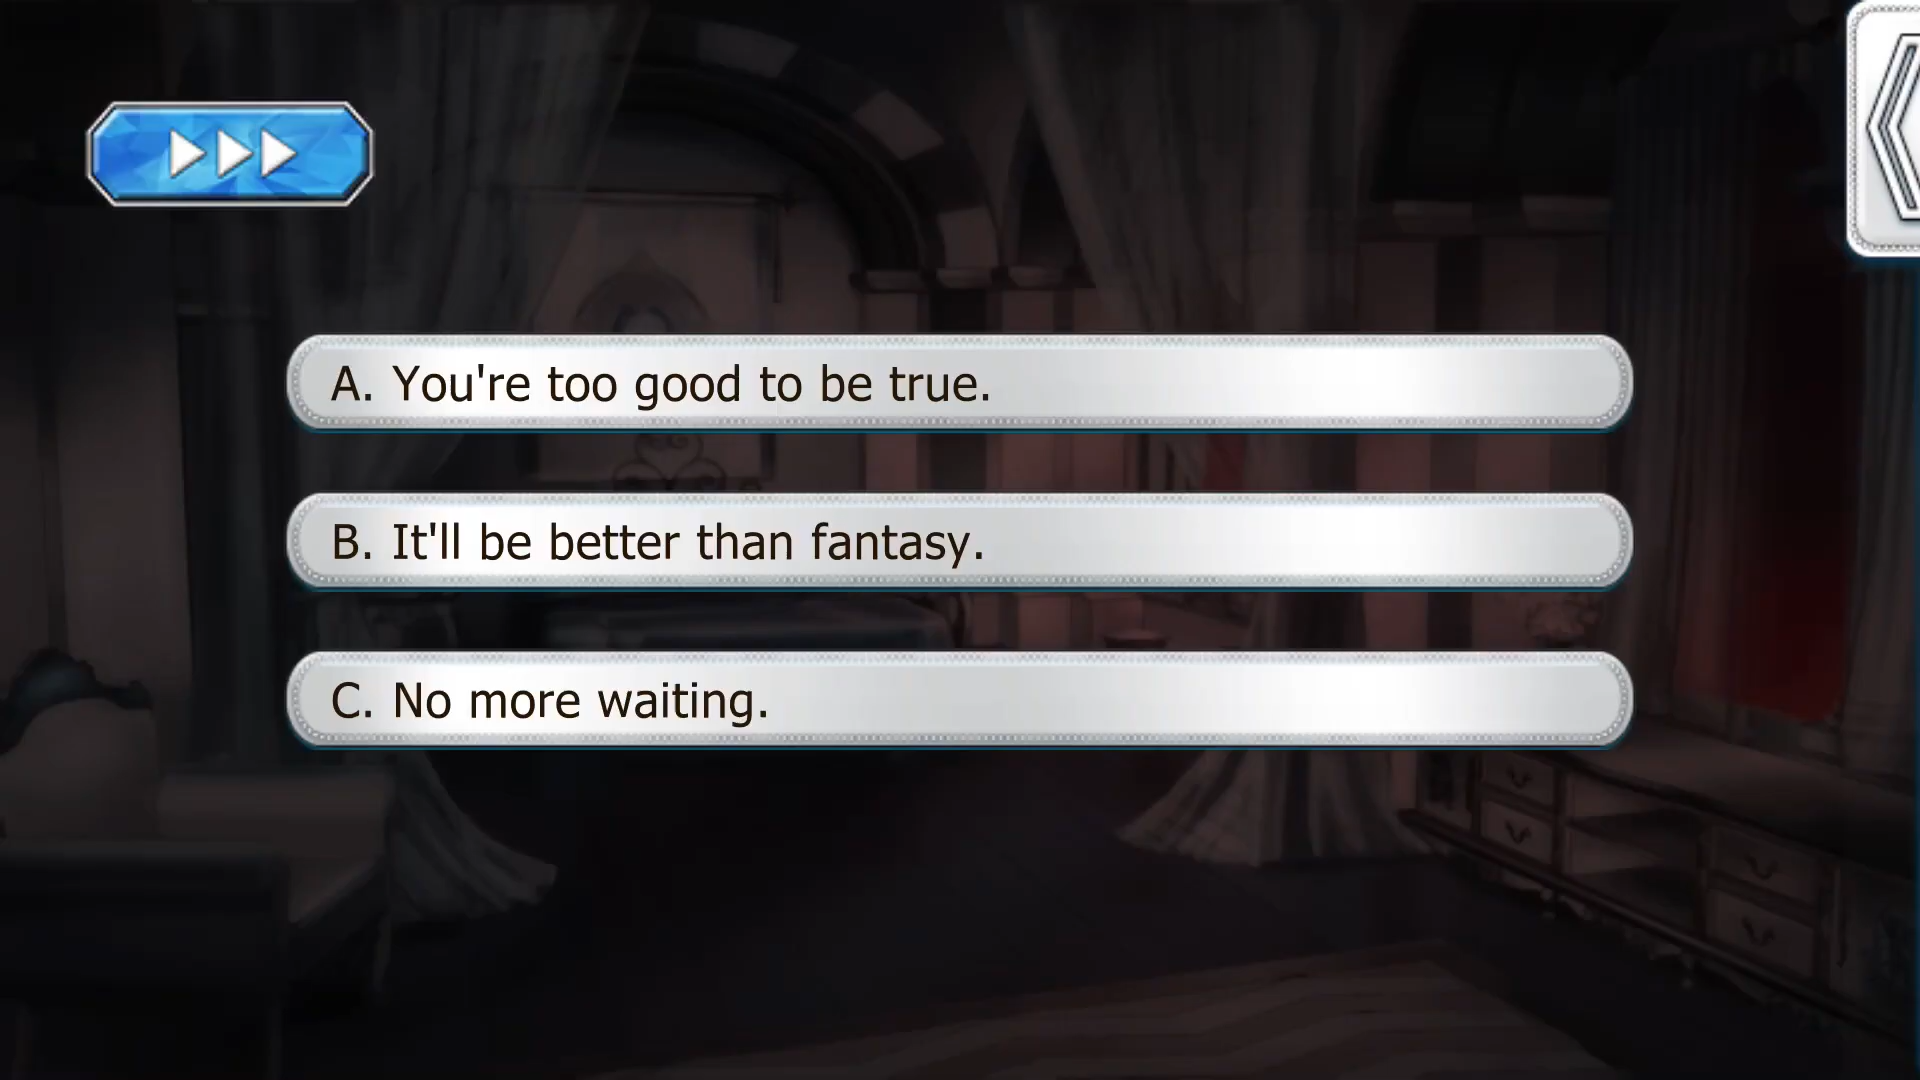 A. You're too good to be true.
B. It'll be better than fantasy.
C. No more waiting.